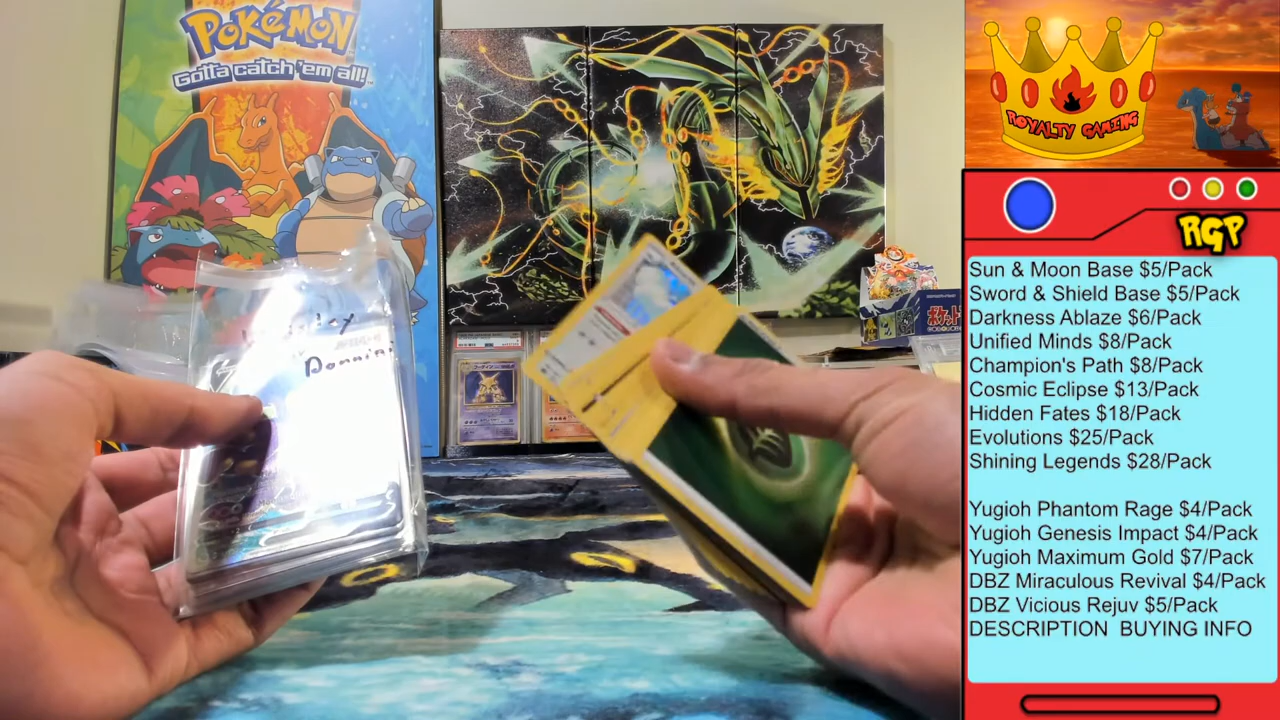 POKéMON
Gotta catch 'em all!
Donnini
ROYALTY GAMING
RGP
Sun & Moon Base $5/Pack
Sword & Shield Base $5/Pack
Darkness Ablaze $6/Pack
Unified Minds $8/Pack
Champion's Path $8/Pack
Cosmic Eclipse $13/Pack
Hidden Fates $18/Pack
Evolutions $25/Pack
Shining Legends $28/Pack
Yugioh Phantom Rage $4/Pack
Yugioh Genesis Impact $4/Pack
Yugioh Maximum Gold $7/Pack
DBZ Miraculous Revival $4/Pack
DBZ Vicious Rejuv $5/Pack
DESCRIPTION BUYING INFO